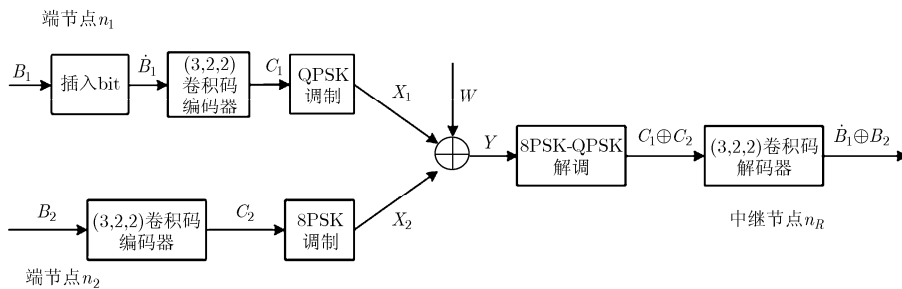 端节点n₁
B₁
插入bit
Ḃ₁
(3,2,2)
卷积码
编码器
C₁
QPSK
调制
X₁
W
B₂
(3,2,2)卷积码
编码器
C₂
8PSK
调制
X₂
Y
8PSK-QPSK
解调
C₁⊕C₂
(3,2,2)卷积码
解码器
Ḃ₁⊕B₂
中继节点n_R
端节点n₂